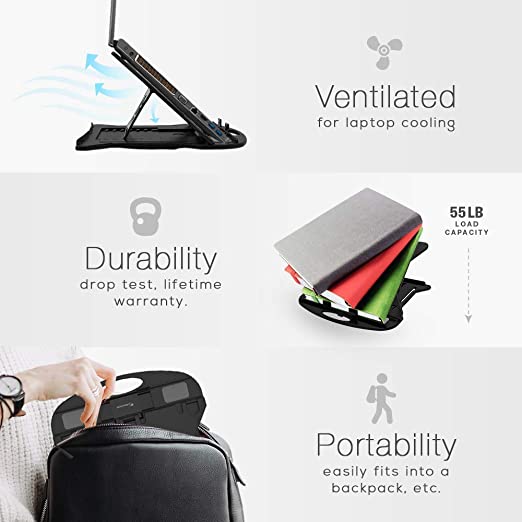 Ventilated
for laptop cooling
Durability
drop test, lifetime
warranty.
55LB
LOAD
CAPACITY
Portability
easily fits into a
backpack, etc.